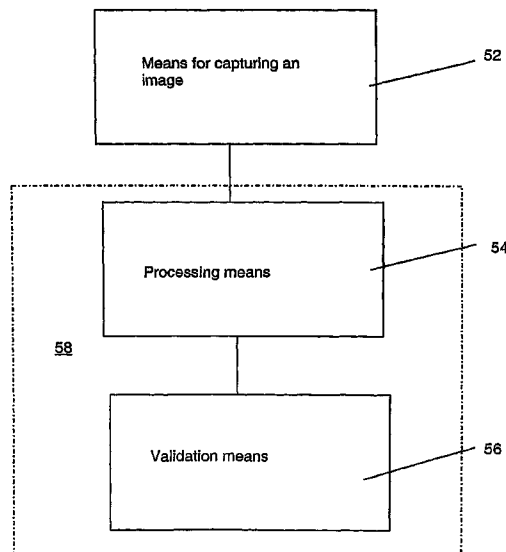 Means for capturing an
image
52
Processing means
54
58
Validation means
56